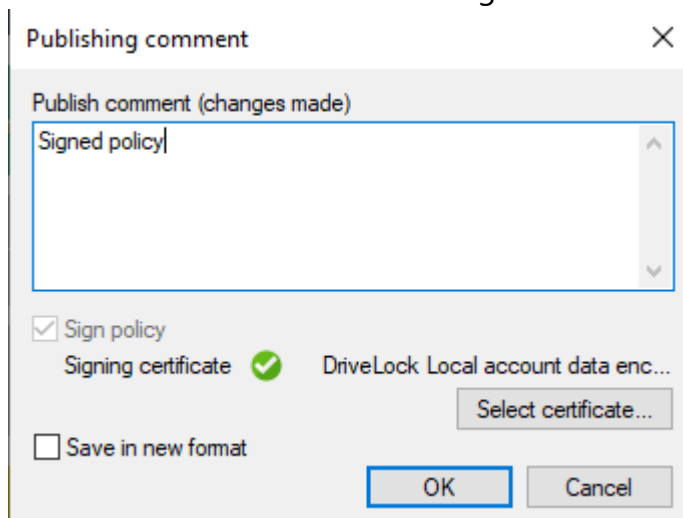 Publishing comment
Publish comment (changes made)
Signed policy
Sign policy
Signing certificate DriveLock Local account data enc...
Select certificate...
Save in new format
OK Cancel